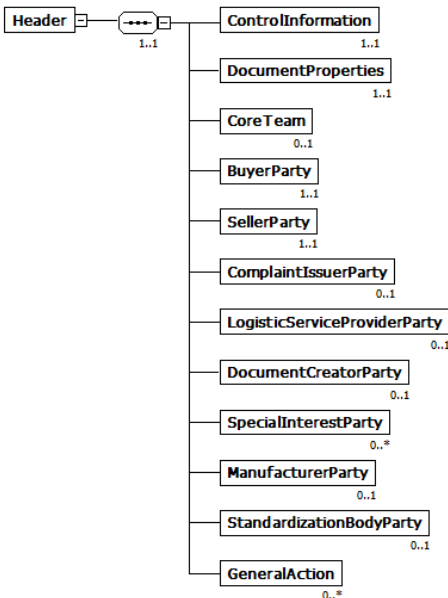 Header
1..1
ControlInformation
1..1
DocumentProperties
1..1
CoreTeam
0..1
BuyerParty
1..1
SellerParty
1..1
ComplaintIssuerParty
0..1
LogisticServiceProviderParty
0..1
DocumentCreatorParty
0..1
SpecialInterestParty
0..*
ManufacturerParty
0..1
StandardizationBodyParty
0..1
GeneralAction
0..*